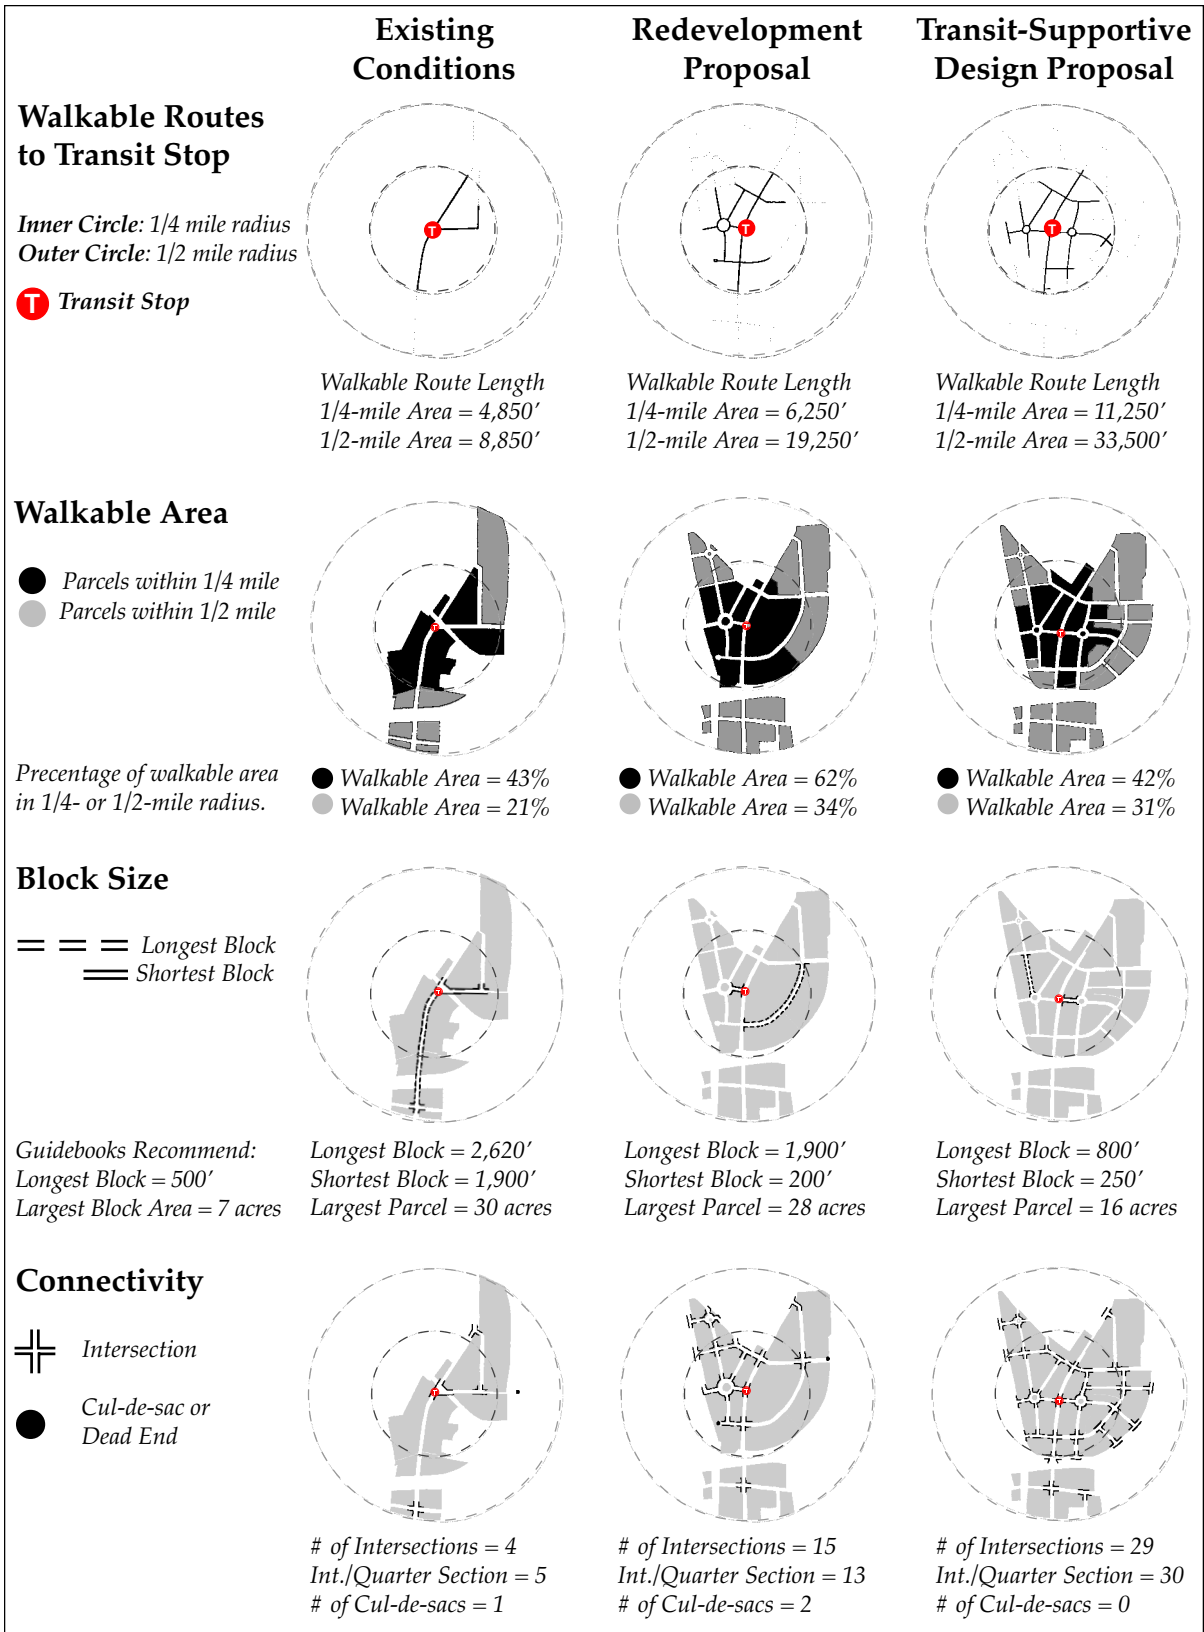 Existing
Conditions
Redevelopment
Proposal
Transit-Supportive
Design Proposal
Walkable Routes
to Transit Stop
Inner Circle: 1/4 mile radius
Outer Circle: 1/2 mile radius
T Transit Stop
T
T
T
Walkable Route Length
1/4-mile Area = 4,850′
1/2-mile Area = 8,850′
Walkable Route Length
1/4-mile Area = 6,250′
1/2-mile Area = 19,250′
Walkable Route Length
1/4-mile Area = 11,250′
1/2-mile Area = 33,500′
Walkable Area
Parcels within 1/4 mile
Parcels within 1/2 mile
T
T
T
Precentage of walkable area
in 1/4- or 1/2-mile radius.
Walkable Area = 43%
Walkable Area = 21%
Walkable Area = 62%
Walkable Area = 34%
Walkable Area = 42%
Walkable Area = 31%
Block Size
Longest Block
Shortest Block
T
T
T
Guidebooks Recommend:
Longest Block = 500′
Largest Block Area = 7 acres
Longest Block = 2,620′
Shortest Block = 1,900′
Largest Parcel = 30 acres
Longest Block = 1,900′
Shortest Block = 200′
Largest Parcel = 28 acres
Longest Block = 800′
Shortest Block = 250′
Largest Parcel = 16 acres
Connectivity
Intersection
Cul-de-sac or
Dead End
T
T
T
# of Intersections = 4
Int./Quarter Section = 5
# of Cul-de-sacs = 1
# of Intersections = 15
Int./Quarter Section = 13
# of Cul-de-sacs = 2
# of Intersections = 29
Int./Quarter Section = 30
# of Cul-de-sacs = 0